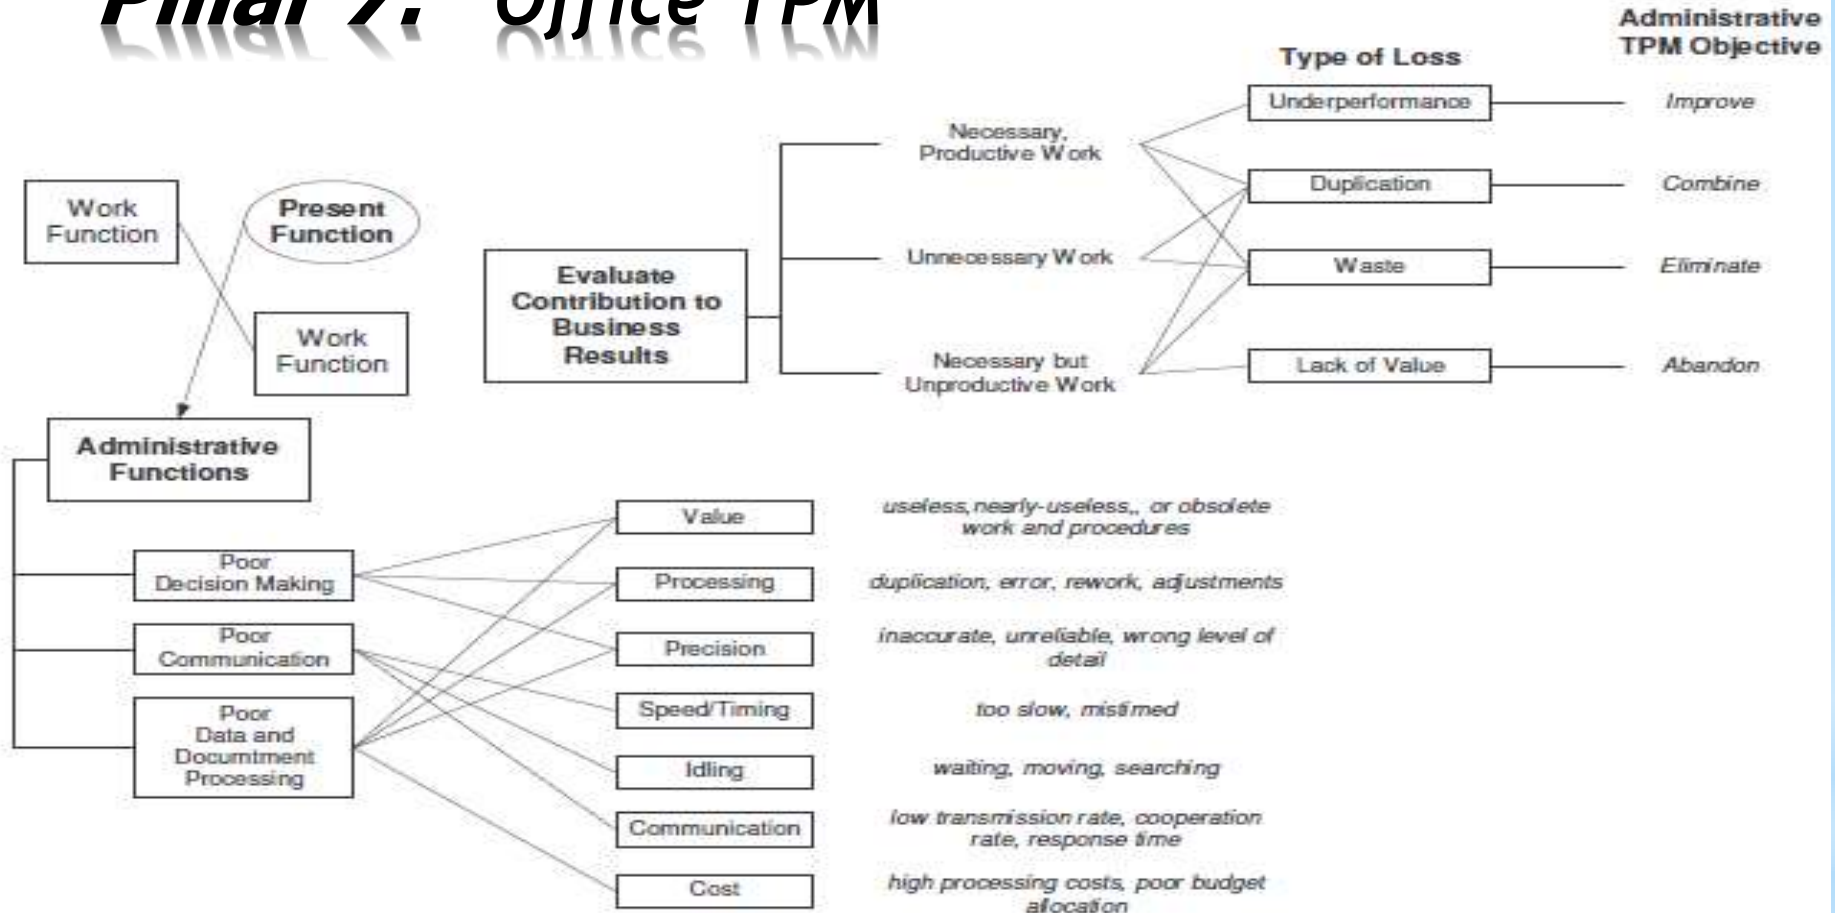 Pillar 7: Office TPM
Administrative
TPM Objective
Type of Loss
Underperformance
Improve
Necessary,
Productive Work
Duplication
Combine
Work
Function
Present
Function
Unnecessary Work
Waste
Eliminate
Evaluate
Contribution to
Business
Results
Work
Function
Necessary but
Unproductive Work
Lack of Value
Abandon
Administrative
Functions
Value
useless, nearly-useless,, or obsolete
work and procedures
Poor
Decision Making
Processing
duplication, error, rework, adjustments
Poor
Communication
Precision
inaccurate, unreliable, wrong level of
detail
Poor
Data and
Documtment
Processing
Speed/Timing
too slow, mistimed
Idling
waiting, moving, searching
Communication
low transmission rate, cooperation
rate, response time
Cost
high processing costs, poor budget
allocation